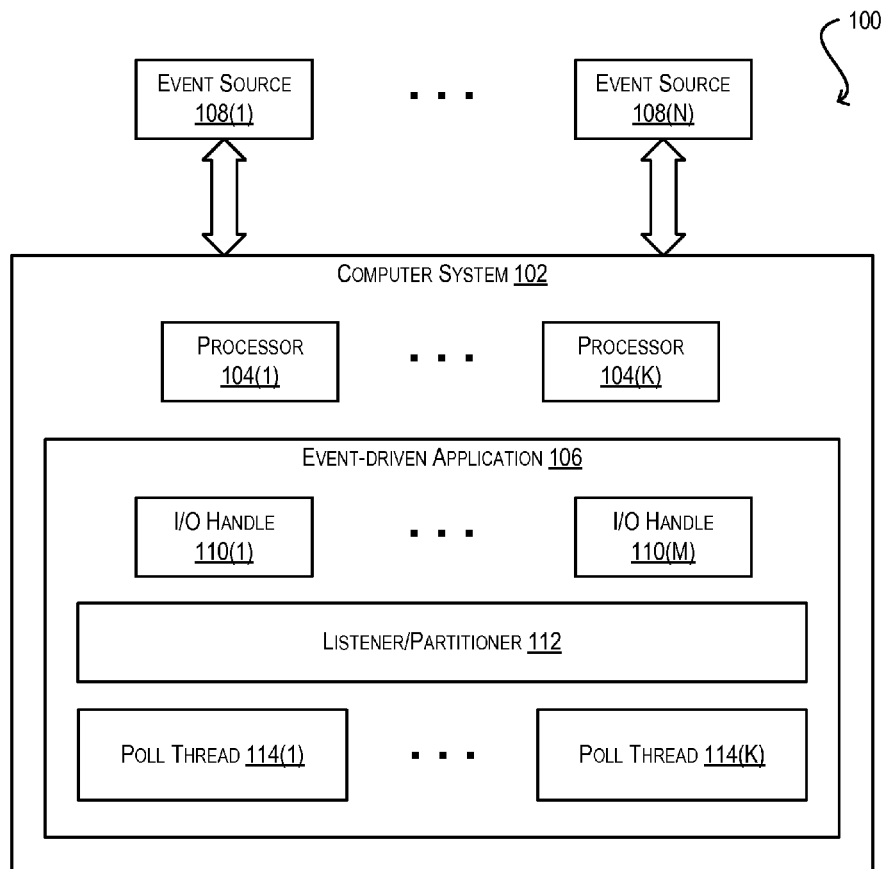 100
EVENT SOURCE
108(1)
. . .
EVENT SOURCE
108(N)
COMPUTER SYSTEM 102
PROCESSOR
104(1)
. . .
PROCESSOR
104(K)
EVENT-DRIVEN APPLICATION 106
I/O HANDLE
110(1)
. . .
I/O HANDLE
110(M)
LISTENER/PARTITIONER 112
POLL THREAD 114(1)
. . .
POLL THREAD 114(K)